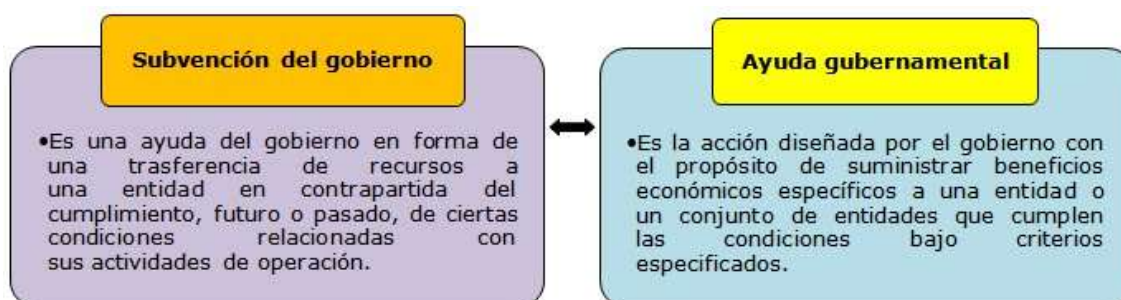 Subvención del gobierno
•Es una ayuda del gobierno en forma de
una trasferencia de recursos a
una entidad en contrapartida del
cumplimiento, futuro o pasado, de ciertas
condiciones relacionadas con
sus actividades de operación.
Ayuda gubernamental
•Es la acción diseñada por el gobierno con
el propósito de suministrar beneficios
económicos específicos a una entidad o
un conjunto de entidades que cumplen
las condiciones bajo criterios
especificados.